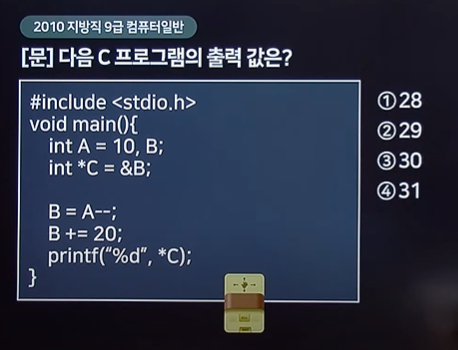 2010 지방직 9급 컴퓨터일반
[문] 다음 C 프로그램의 출력 값은?
#include <stdio.h>
void main(){
int A = 10, B;
int *C = &B;
B = A--;
B += 20;
printf("%d", *C);
}
① 28
② 29
③ 30
④ 31